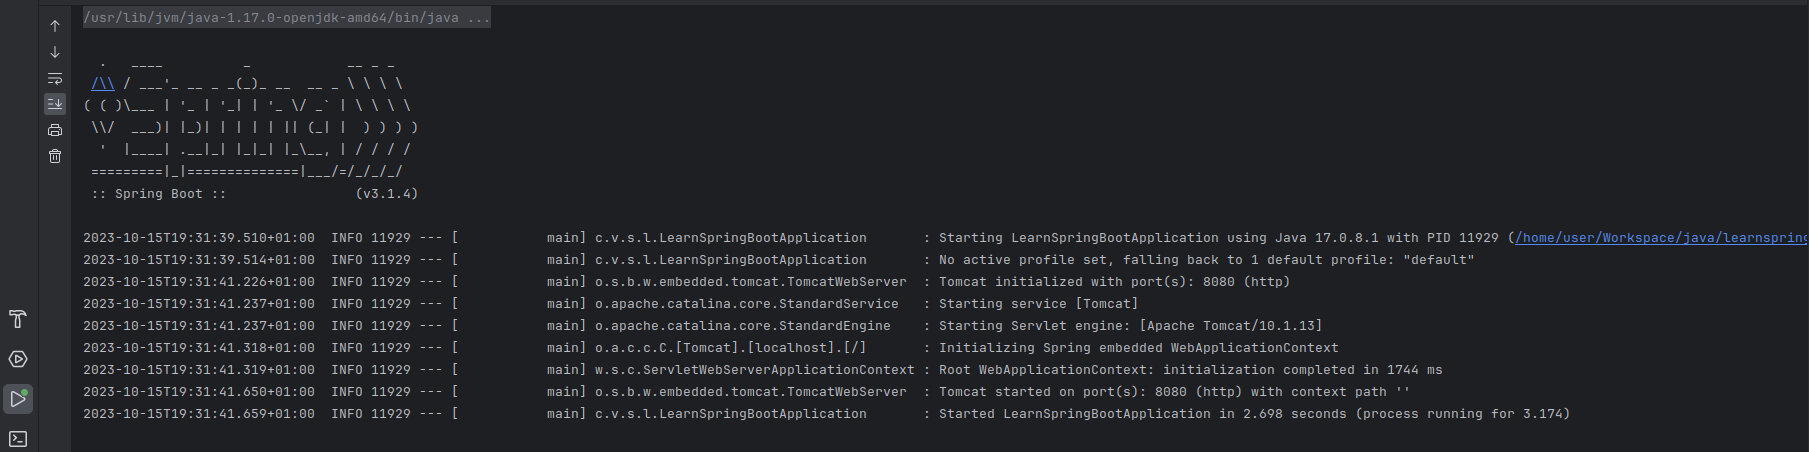 /usr/lib/jvm/java-1.17.0-openjdk-amd64/bin/java ...
  .   ____          _            __ _ _
 /\\ / ___'_ __ _ _(_)_ __  __ _ \ \ \ \
( ( )\___ | '_ | '_| | '_ \/ _` | \ \ \ \
 \\/  ___)| |_)| | | | | || (_| |  ) ) ) )
  '  |____| .__|_| |_|_| |_\__, | / / / /
 =========|_|==============|___/=/_/_/_/
 :: Spring Boot ::                (v3.1.4)
2023-10-15T19:31:39.510+01:00  INFO 11929 --- [           main] c.v.s.l.LearnSpringBootApplication       : Starting LearnSpringBootApplication using Java 17.0.8.1 with PID 11929 (/home/user/Workspace/java/learnspring
2023-10-15T19:31:39.514+01:00  INFO 11929 --- [           main] c.v.s.l.LearnSpringBootApplication       : No active profile set, falling back to 1 default profile: "default"
2023-10-15T19:31:41.226+01:00  INFO 11929 --- [           main] o.s.b.w.embedded.tomcat.TomcatWebServer  : Tomcat initialized with port(s): 8080 (http)
2023-10-15T19:31:41.237+01:00  INFO 11929 --- [           main] o.apache.catalina.core.StandardService   : Starting service [Tomcat]
2023-10-15T19:31:41.237+01:00  INFO 11929 --- [           main] o.apache.catalina.core.StandardEngine    : Starting Servlet engine: [Apache Tomcat/10.1.13]
2023-10-15T19:31:41.318+01:00  INFO 11929 --- [           main] o.a.c.c.C.[Tomcat].[localhost].[/]       : Initializing Spring embedded WebApplicationContext
2023-10-15T19:31:41.319+01:00  INFO 11929 --- [           main] w.s.c.ServletWebServerApplicationContext : Root WebApplicationContext: initialization completed in 1744 ms
2023-10-15T19:31:41.650+01:00  INFO 11929 --- [           main] o.s.b.w.embedded.tomcat.TomcatWebServer  : Tomcat started on port(s): 8080 (http) with context path ''
2023-10-15T19:31:41.659+01:00  INFO 11929 --- [           main] c.v.s.l.LearnSpringBootApplication       : Started LearnSpringBootApplication in 2.698 seconds (process running for 3.174)